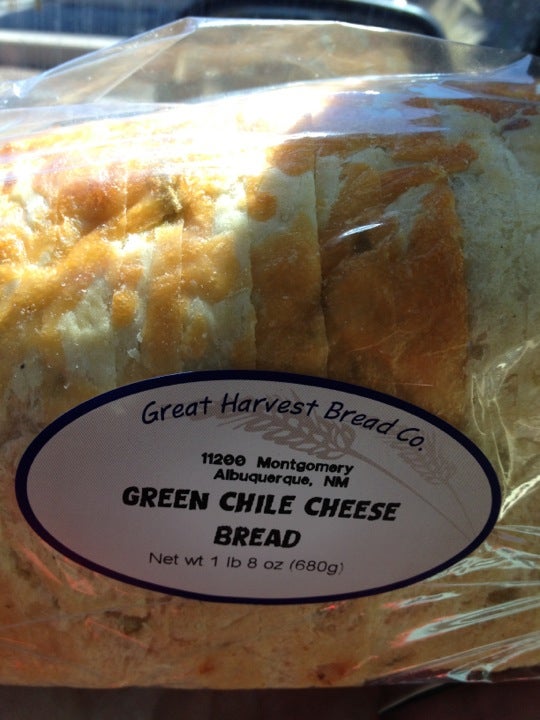 Great Harvest Bread Co.
11200 Montgomery
Albuquerque, NM
GREEN CHILE CHEESE
BREAD
Net wt 1 lb 8 oz (680g)